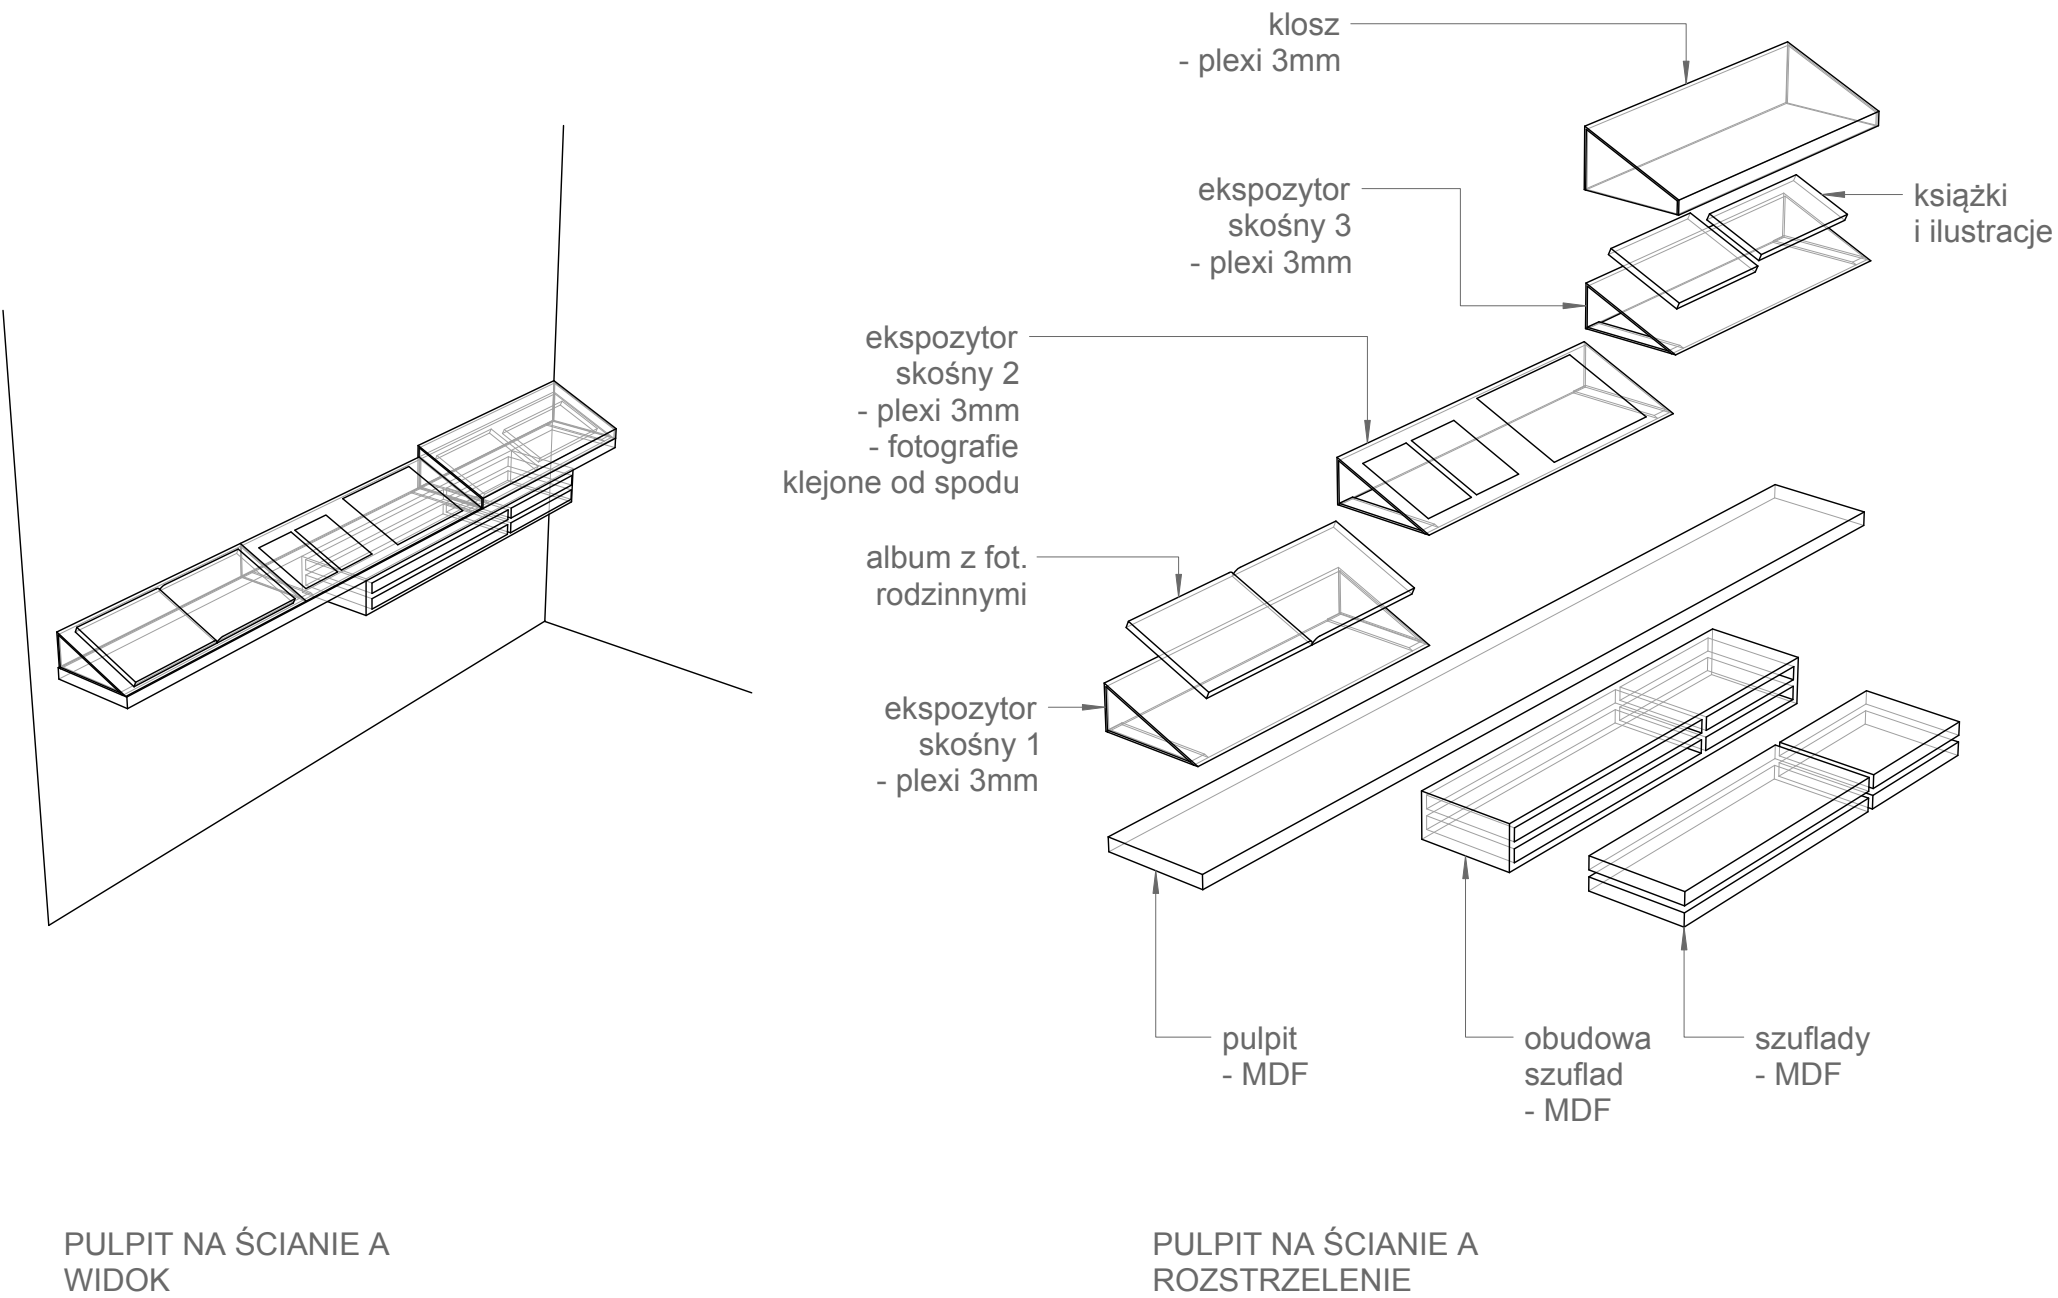 klosz
- plexi 3mm
ekspozytor
skośny 3
- plexi 3mm
książki
i ilustracje
ekspozytor
skośny 2
- plexi 3mm
- fotografie
klejone od spodu
album z fot.
rodzinnymi
ekspozytor
skośny 1
- plexi 3mm
pulpit
- MDF
obudowa
szuflad
- MDF
szuflady
- MDF
PULPIT NA ŚCIANIE A
WIDOK
PULPIT NA ŚCIANIE A
ROZSTRZELENIE